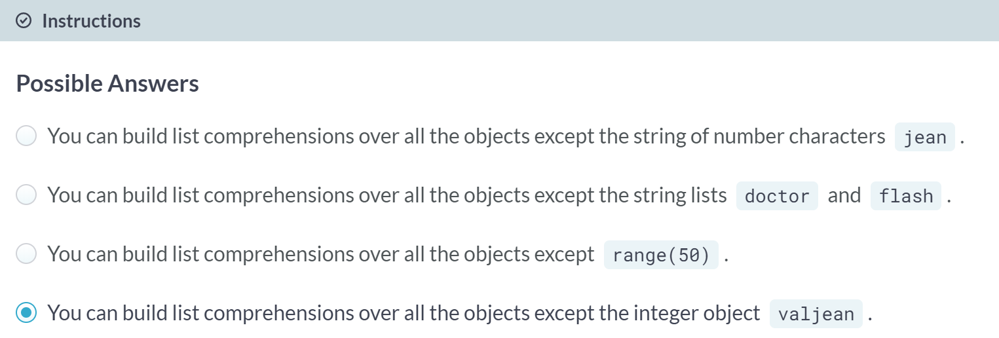 Instructions
Possible Answers
You can build list comprehensions over all the objects except the string of number characters jean .
You can build list comprehensions over all the objects except the string lists doctor and flash .
You can build list comprehensions over all the objects except range(50) .
You can build list comprehensions over all the objects except the integer object valjean .